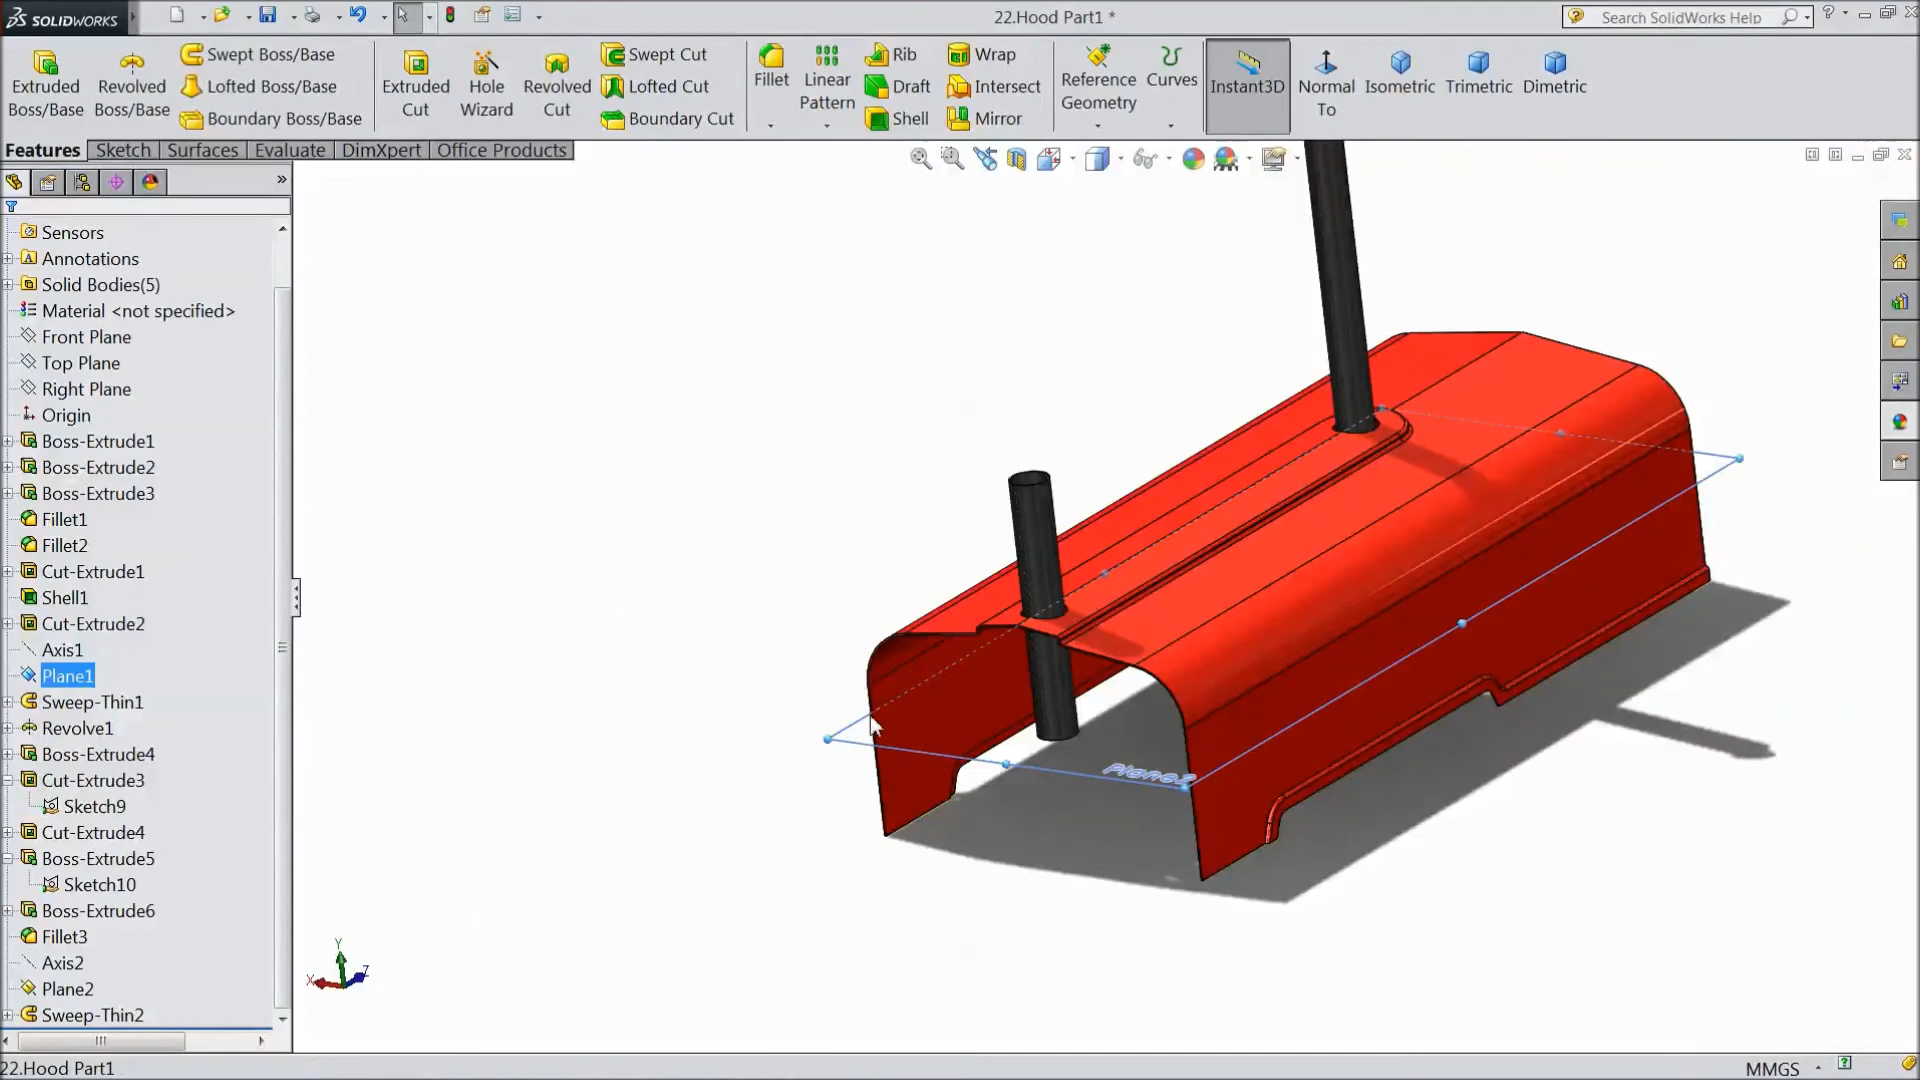 SOLIDWORKS
22.Hood Part1 *
Search SolidWorks Help
Extruded Boss/Base
Revolved Boss/Base
Swept Boss/Base
Lofted Boss/Base
Boundary Boss/Base
Extruded Cut
Hole Wizard
Revolved Cut
Swept Cut
Lofted Cut
Boundary Cut
Fillet
Linear Pattern
Rib
Draft
Shell
Wrap
Intersect
Mirror
Reference Geometry
Curves
Instant3D
Normal To
Isometric
Trimetric
Dimetric
Features
Sketch
Surfaces
Evaluate
DimXpert
Office Products
Sensors
Annotations
Solid Bodies(5)
Material <not specified>
Front Plane
Top Plane
Right Plane
Origin
Boss-Extrude1
Boss-Extrude2
Boss-Extrude3
Fillet1
Fillet2
Cut-Extrude1
Shell1
Cut-Extrude2
Axis1
Plane1
Sweep-Thin1
Revolve1
Boss-Extrude4
Cut-Extrude3
Sketch9
Cut-Extrude4
Boss-Extrude5
Sketch10
Boss-Extrude6
Fillet3
Axis2
Plane2
Sweep-Thin2
Plane2
Y
X
Z
22.Hood Part1
MMGS